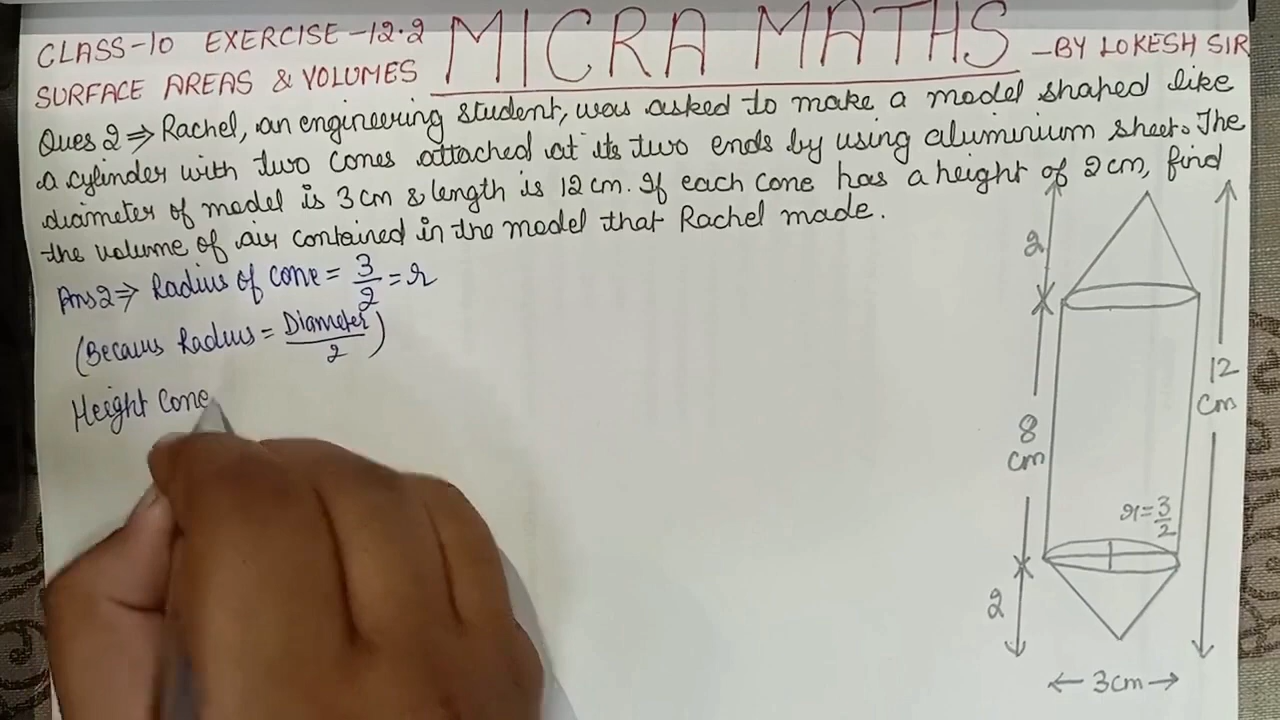 CLASS-10 EXERCISE-12.2
SURFACE AREAS & VOLUMES
MICRA MATHS
-BY LOKESH SIR
Ques 2 ⇒ Rachel, an engineering student, was asked to make a model shaped like
a cylinder with two cones attached at its two ends by using aluminium sheet. The
diameter of model is 3 cm & length is 12 cm. If each cone has a height of 2 cm, find
the volume of air contained in the model that Rachel made.
Ans 2 ⇒ Radius of cone = 3/2 = r
(Becaus Radius = Diameter/2)
Height Cone
2
8
cm
2
12
cm
r = 3/2
3cm